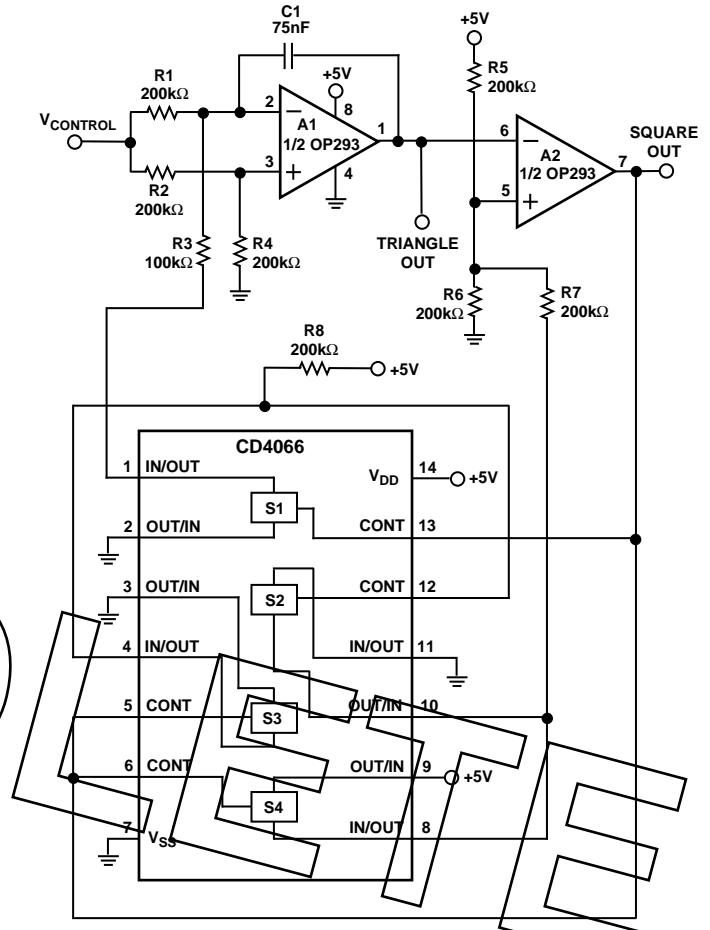 C1
75nF
+5V
R5
200kΩ
R1
200kΩ
+5V
VCONTROL
2
8
1
A1
1/2 OP293
3
4
R2
200kΩ
6
A2
1/2 OP293
7
5
SQUARE
OUT
R3
100kΩ
R4
200kΩ
TRIANGLE
OUT
R6
200kΩ
R7
200kΩ
R8
200kΩ
+5V
CD4066
1 IN/OUT
VDD 14 +5V
S1
2 OUT/IN
CONT 13
3 OUT/IN
S2
CONT 12
4 IN/OUT
IN/OUT 11
5 CONT
S3
OUT/IN 10
6 CONT
OUT/IN 9 +5V
S4
7 VSS
IN/OUT 8
LETE